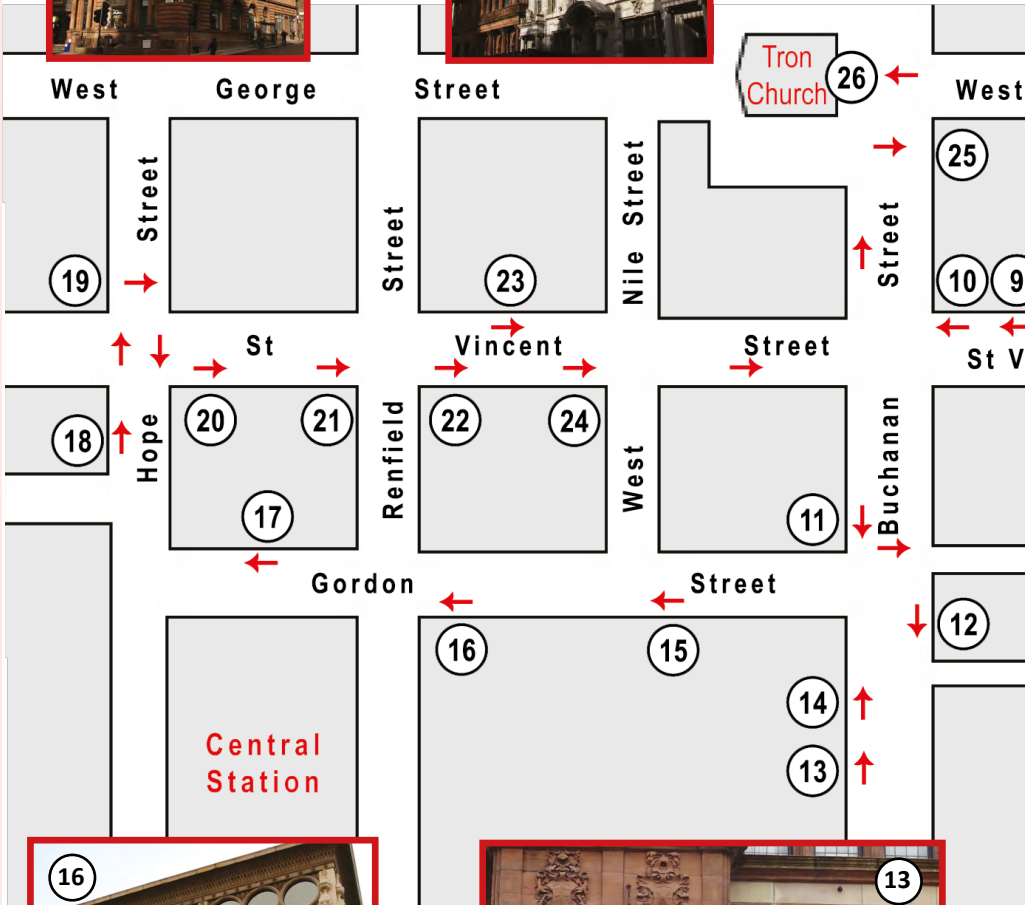 West George Street
Tron
Church
26
West
25
Street
Street
Nile Street
Street
19
23
10
9
St Vincent Street
St V
20
21
22
24
18
Hope
Renfield
West
Buchanan
17
11
Gordon Street
16
15
12
14
13
Central
Station
16
13